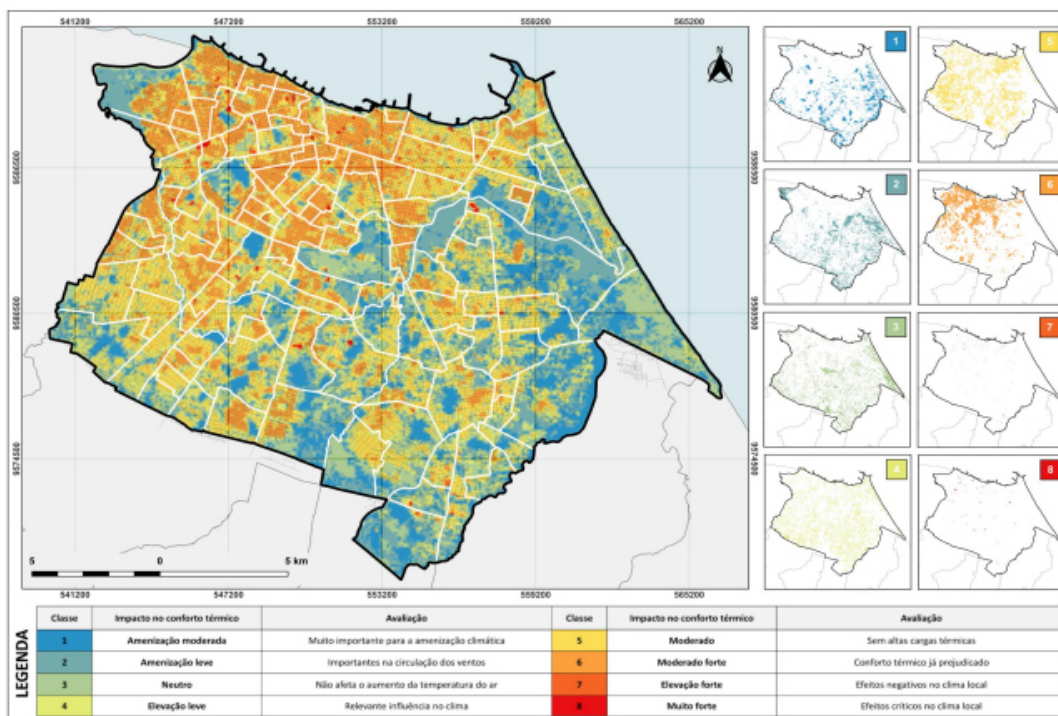 541200 547200 553200 559200 565200
N
9586500
9580500
9574500
9586500
9580500
9574500
5 0 5 km
541200 547200 553200 559200 565200
1
5
2
6
3
7
4
8
LEGENDA
Classe Impacto no conforto térmico Avaliação Classe Impacto no conforto térmico Avaliação
1 Amenização moderada Muito importante para a amenização climática 5 Moderado Sem altas cargas térmicas
2 Amenização leve Importantes na circulação dos ventos 6 Moderado forte Conforto térmico já prejudicado
3 Neutro Não afeta o aumento da temperatura do ar 7 Elevação forte Efeitos negativos no clima local
4 Elevação leve Relevante influência no clima 8 Muito forte Efeitos críticos no clima local